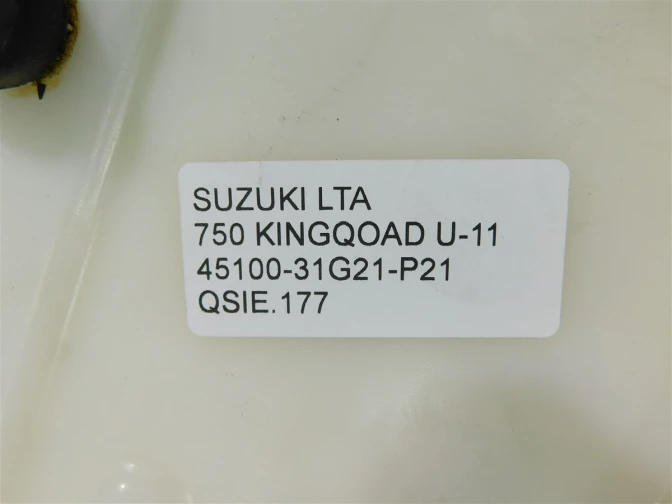 SUZUKI LTA
750 KINGQOAD U-11
45100-31G21-P21
QSIE.177